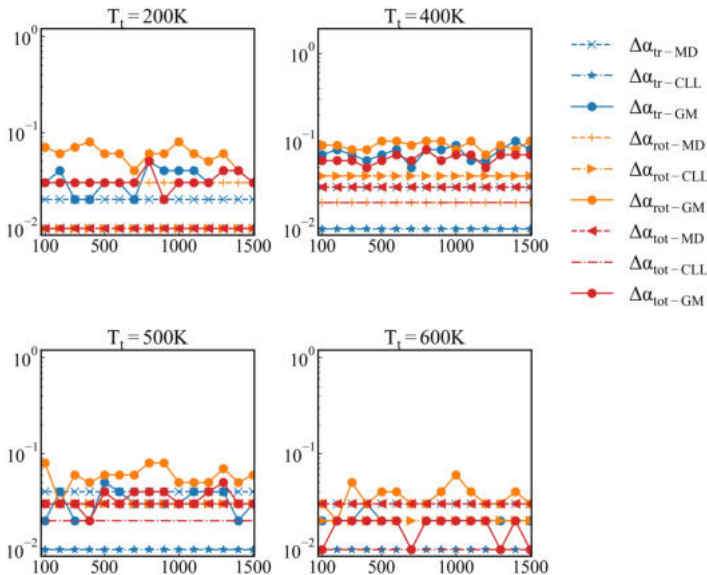 T_t = 200K
T_t = 400K
10^0
10^-1
10^-2
100 500 1000 1500
10^0
10^-1
10^-2
100 500 1000 1500
Δα_tr−MD
Δα_tr−CLL
Δα_tr−GM
Δα_rot−MD
Δα_rot−CLL
Δα_rot−GM
Δα_tot−MD
Δα_tot−CLL
Δα_tot−GM
T_t = 500K
T_t = 600K
10^0
10^-1
10^-2
100 500 1000 1500
10^0
10^-1
10^-2
100 500 1000 1500